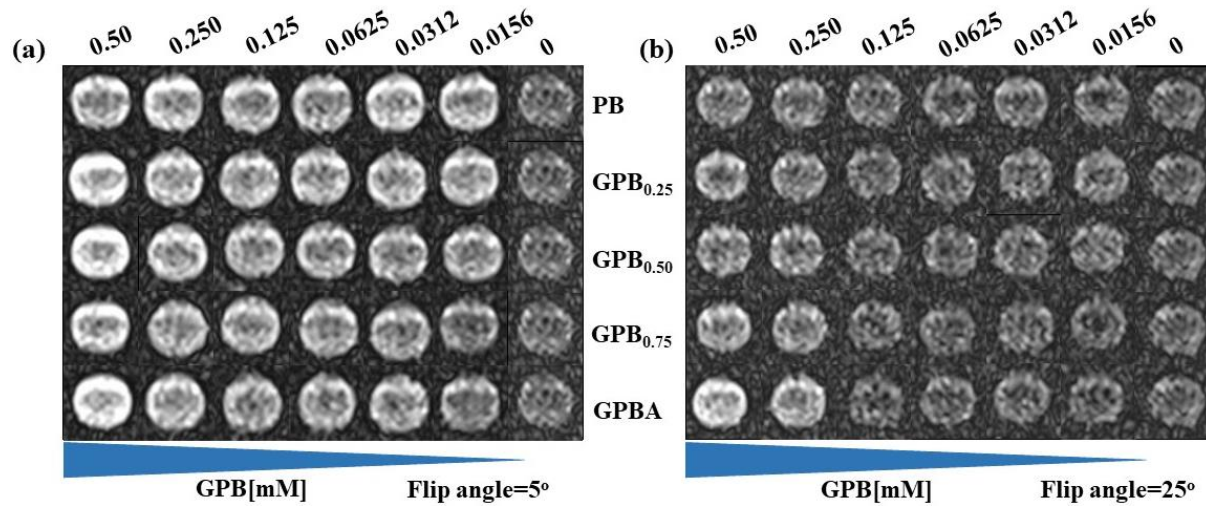 (a) 0.50 0.250 0.125 0.0625 0.0312 0.0156 0
PB
GPB₀.₂₅
GPB₀.₅₀
GPB₀.₇₅
GPBA
GPB[mM] Flip angle=5°
(b) 0.50 0.250 0.125 0.0625 0.0312 0.0156 0
GPB[mM] Flip angle=25°